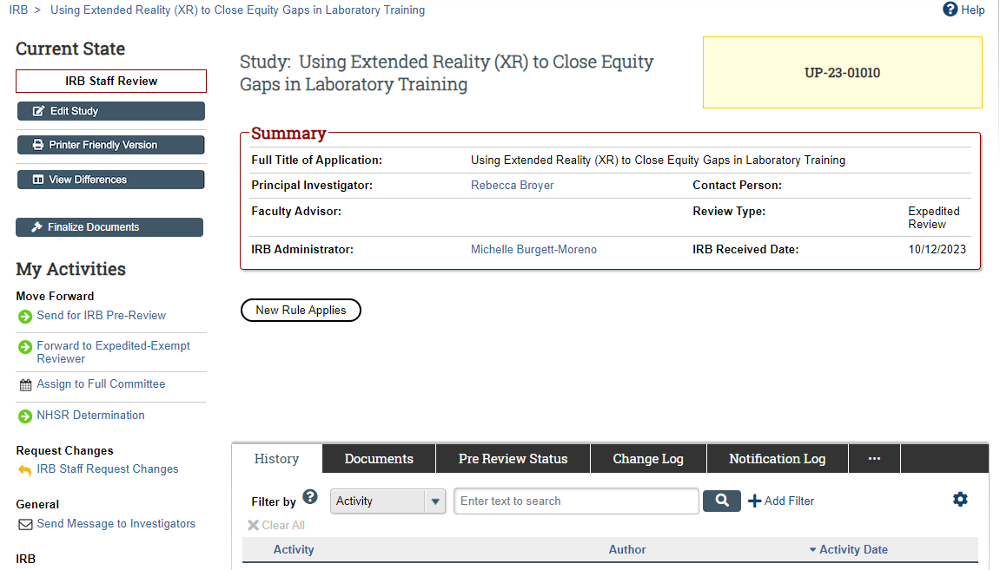 IRB > Using Extended Reality (XR) to Close Equity Gaps in Laboratory Training
Help
Current State
IRB Staff Review
Edit Study
Printer Friendly Version
View Differences
Finalize Documents
My Activities
Move Forward
Send for IRB Pre-Review
Forward to Expedited-Exempt
Reviewer
Assign to Full Committee
NHSR Determination
Request Changes
IRB Staff Request Changes
General
Send Message to Investigators
IRB
Study: Using Extended Reality (XR) to Close Equity
Gaps in Laboratory Training
UP-23-01010
Summary
Full Title of Application: Using Extended Reality (XR) to Close Equity Gaps in Laboratory Training
Principal Investigator: Rebecca Broyer Contact Person:
Faculty Advisor: Review Type: Expedited
Review
IRB Administrator: Michelle Burgett-Moreno IRB Received Date: 10/12/2023
New Rule Applies
History Documents Pre Review Status Change Log Notification Log ...
Filter by ? Activity Enter text to search Add Filter
Clear All
Activity Author Activity Date